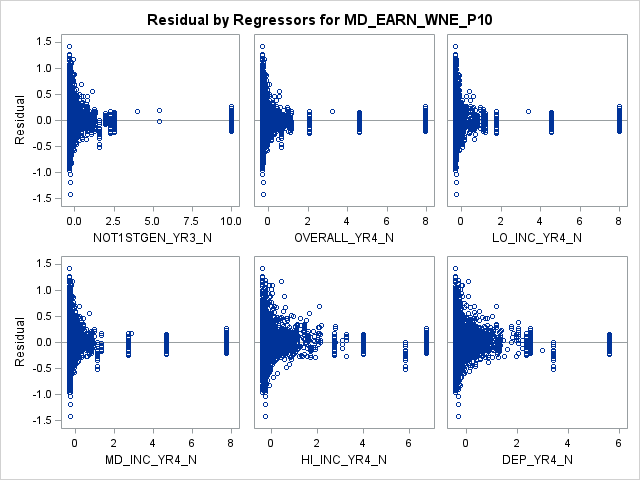 Residual by Regressors for MD_EARN_WNE_P10
1.5
1.0
0.5
0.0
-0.5
-1.0
-1.5
Residual
0.0 2.5 5.0 7.5 10.0
NOT1STGEN_YR3_N
0 2 4 6 8
OVERALL_YR4_N
0 2 4 6 8
LO_INC_YR4_N
1.5
1.0
0.5
0.0
-0.5
-1.0
-1.5
Residual
0 2 4 6 8
MD_INC_YR4_N
0 2 4 6
HI_INC_YR4_N
0 2 4 6
DEP_YR4_N